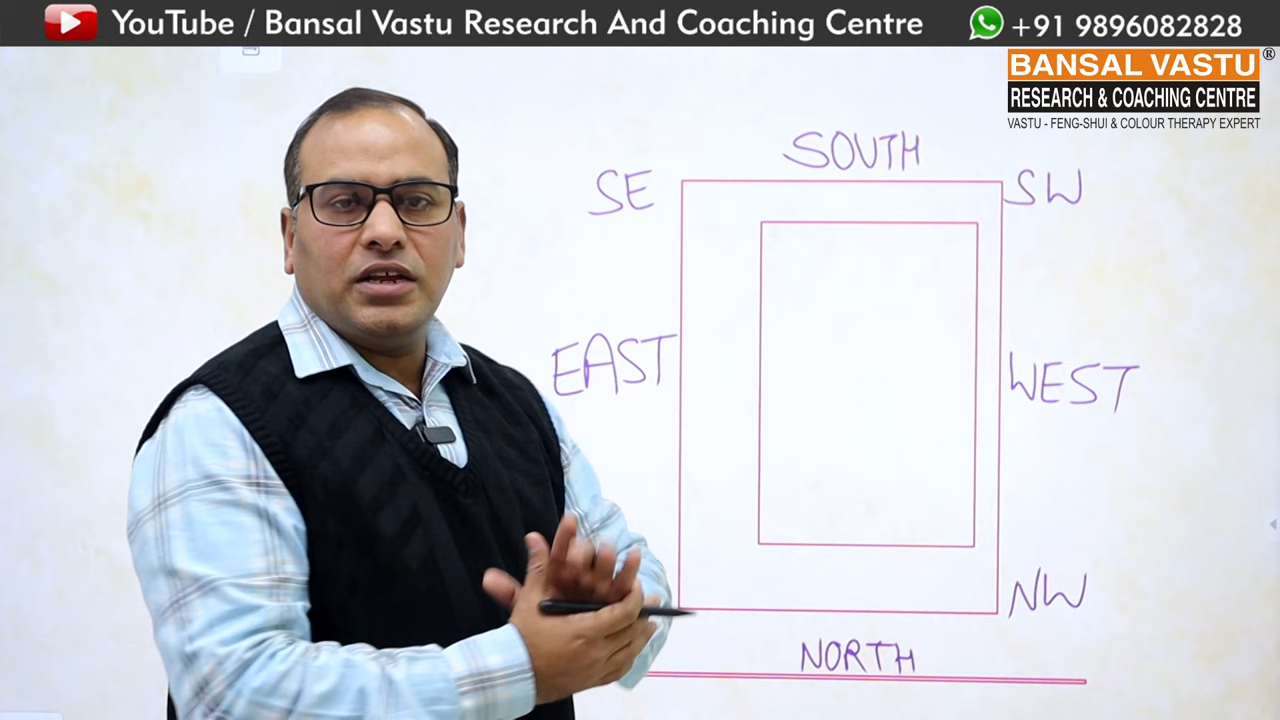 YouTube / Bansal Vastu Research And Coaching Centre
+91 9896082828
BANSAL VASTU®
RESEARCH & COACHING CENTRE
VASTU - FENG-SHUI & COLOUR THERAPY EXPERT
SOUTH
SE
SW
EAST
WEST
NW
NORTH